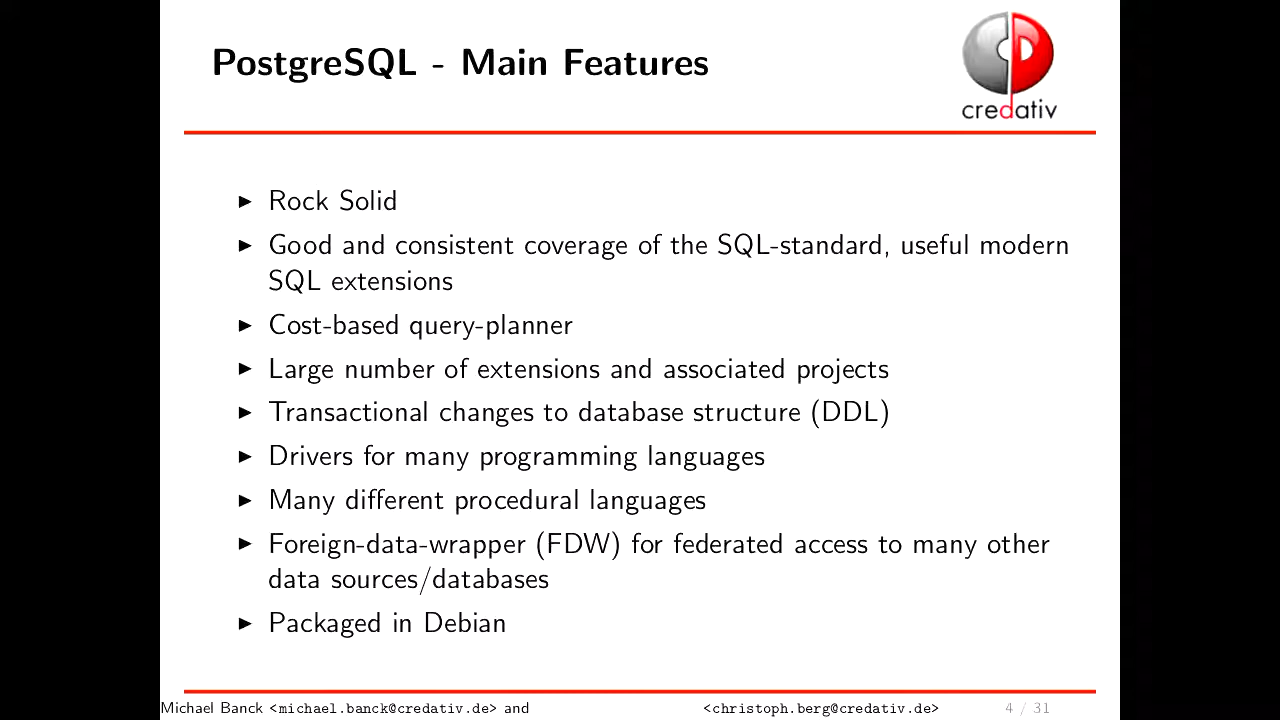 PostgreSQL - Main Features
credativ
Rock Solid
Good and consistent coverage of the SQL-standard, useful modern
SQL extensions
Cost-based query-planner
Large number of extensions and associated projects
Transactional changes to database structure (DDL)
Drivers for many programming languages
Many different procedural languages
Foreign-data-wrapper (FDW) for federated access to many other
data sources/databases
Packaged in Debian
Michael Banck <michael.banck@credativ.de> and <christoph.berg@credativ.de> 4 / 31